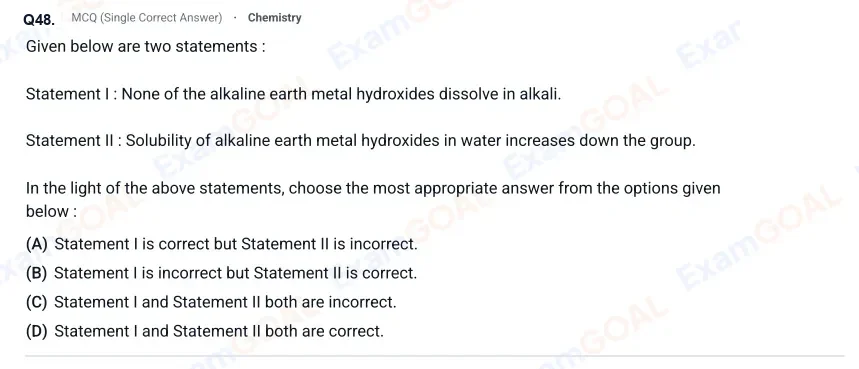 Q48. MCQ (Single Correct Answer) · Chemistry
Given below are two statements :
Statement I : None of the alkaline earth metal hydroxides dissolve in alkali.
Statement II : Solubility of alkaline earth metal hydroxides in water increases down the group.
In the light of the above statements, choose the most appropriate answer from the options given
below :
(A) Statement I is correct but Statement II is incorrect.
(B) Statement I is incorrect but Statement II is correct.
(C) Statement I and Statement II both are incorrect.
(D) Statement I and Statement II both are correct.